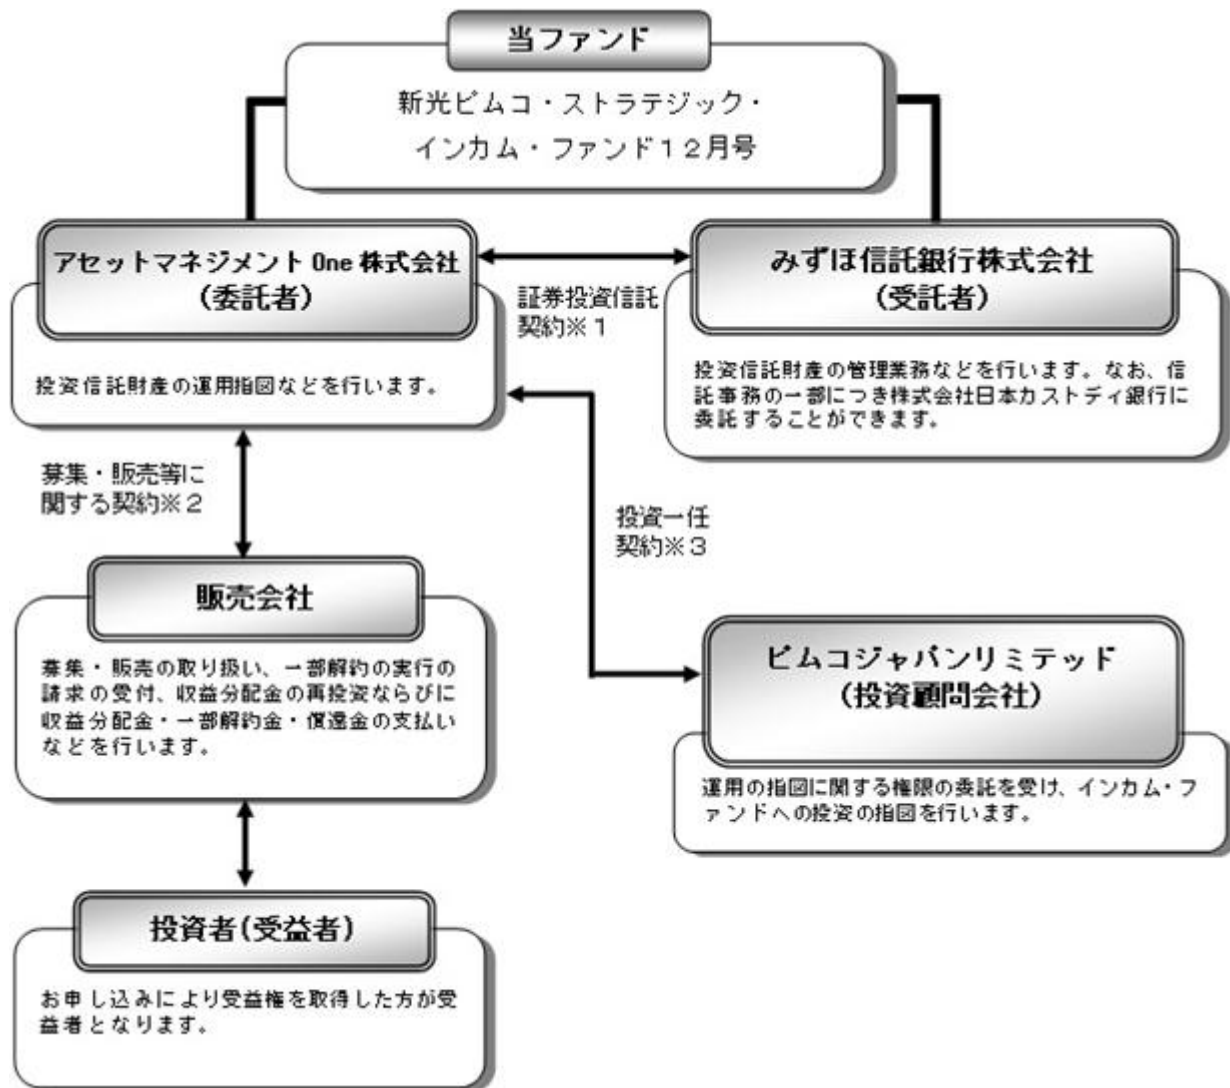 当ファンド
新光ピムコ・ストラテジック・
インカム・ファンド１２月号
アセットマネジメント One 株式会社
（委託者）
投資信託財産の運用指図などを行います。
証券投資信託
契約※１
みずほ信託銀行株式会社
（受託者）
投資信託財産の管理業務などを行います。なお、信
託事務の一部につき株式会社日本カストディ銀行に
委託することができます。
募集・販売等に
関する契約※２
投資一任
契約※３
販売会社
募集・販売の取り扱い、一部解約の実行の
請求の受付、収益分配金の再投資ならびに
収益分配金・一部解約金・償還金の支払い
などを行います。
ピムコジャパンリミテッド
（投資顧問会社）
運用の指図に関する権限の委託を受け、インカム・フ
ァンドへの投資の指図を行います。
投資者（受益者）
お申し込みにより受益権を取得した方が受
益者となります。